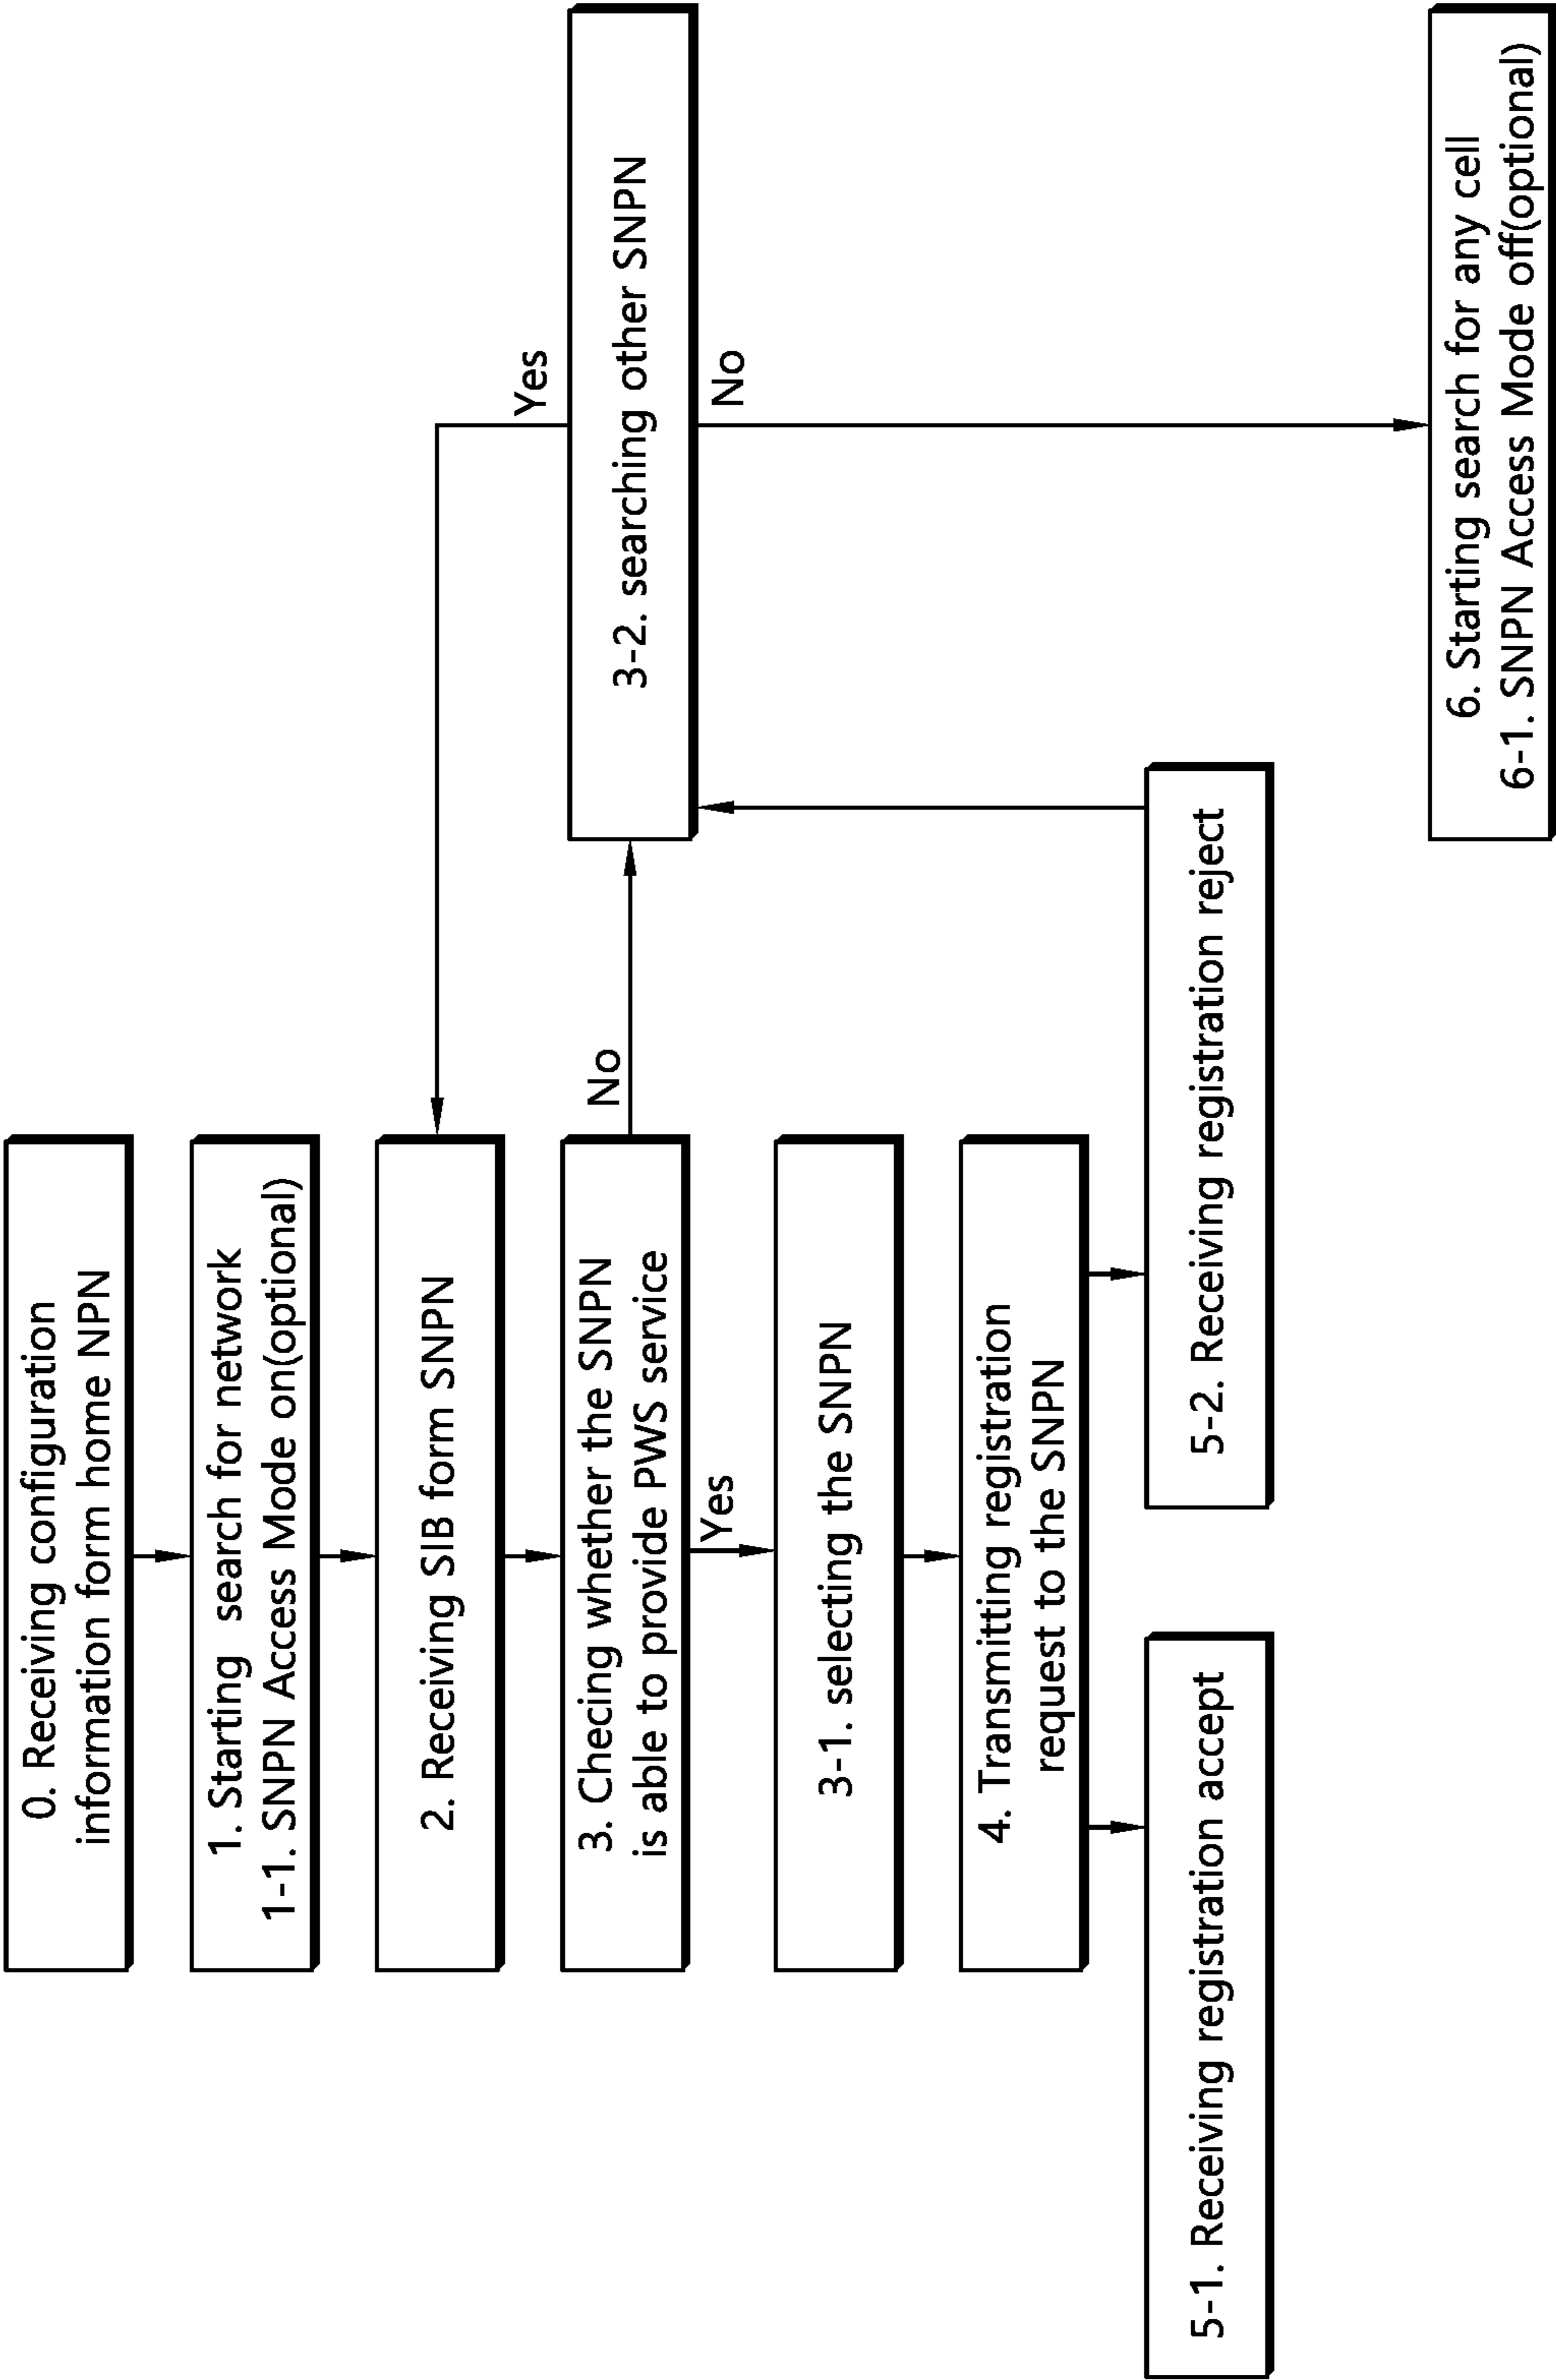 0. Receiving configuration
information form home NPN
1. Starting search for network
1-1. SNPN Access Mode on(optional)
2. Receiving SIB form SNPN
3. Checing whether the SNPN
is able to provide PWS service
No
Yes
3-1. selecting the SNPN
4. Transmitting registration
request to the SNPN
5-1. Receiving registration accept
5-2. Receiving registration reject
Yes
3-2. searching other SNPN
No
6. Starting search for any cell
6-1. SNPN Access Mode off(optional)